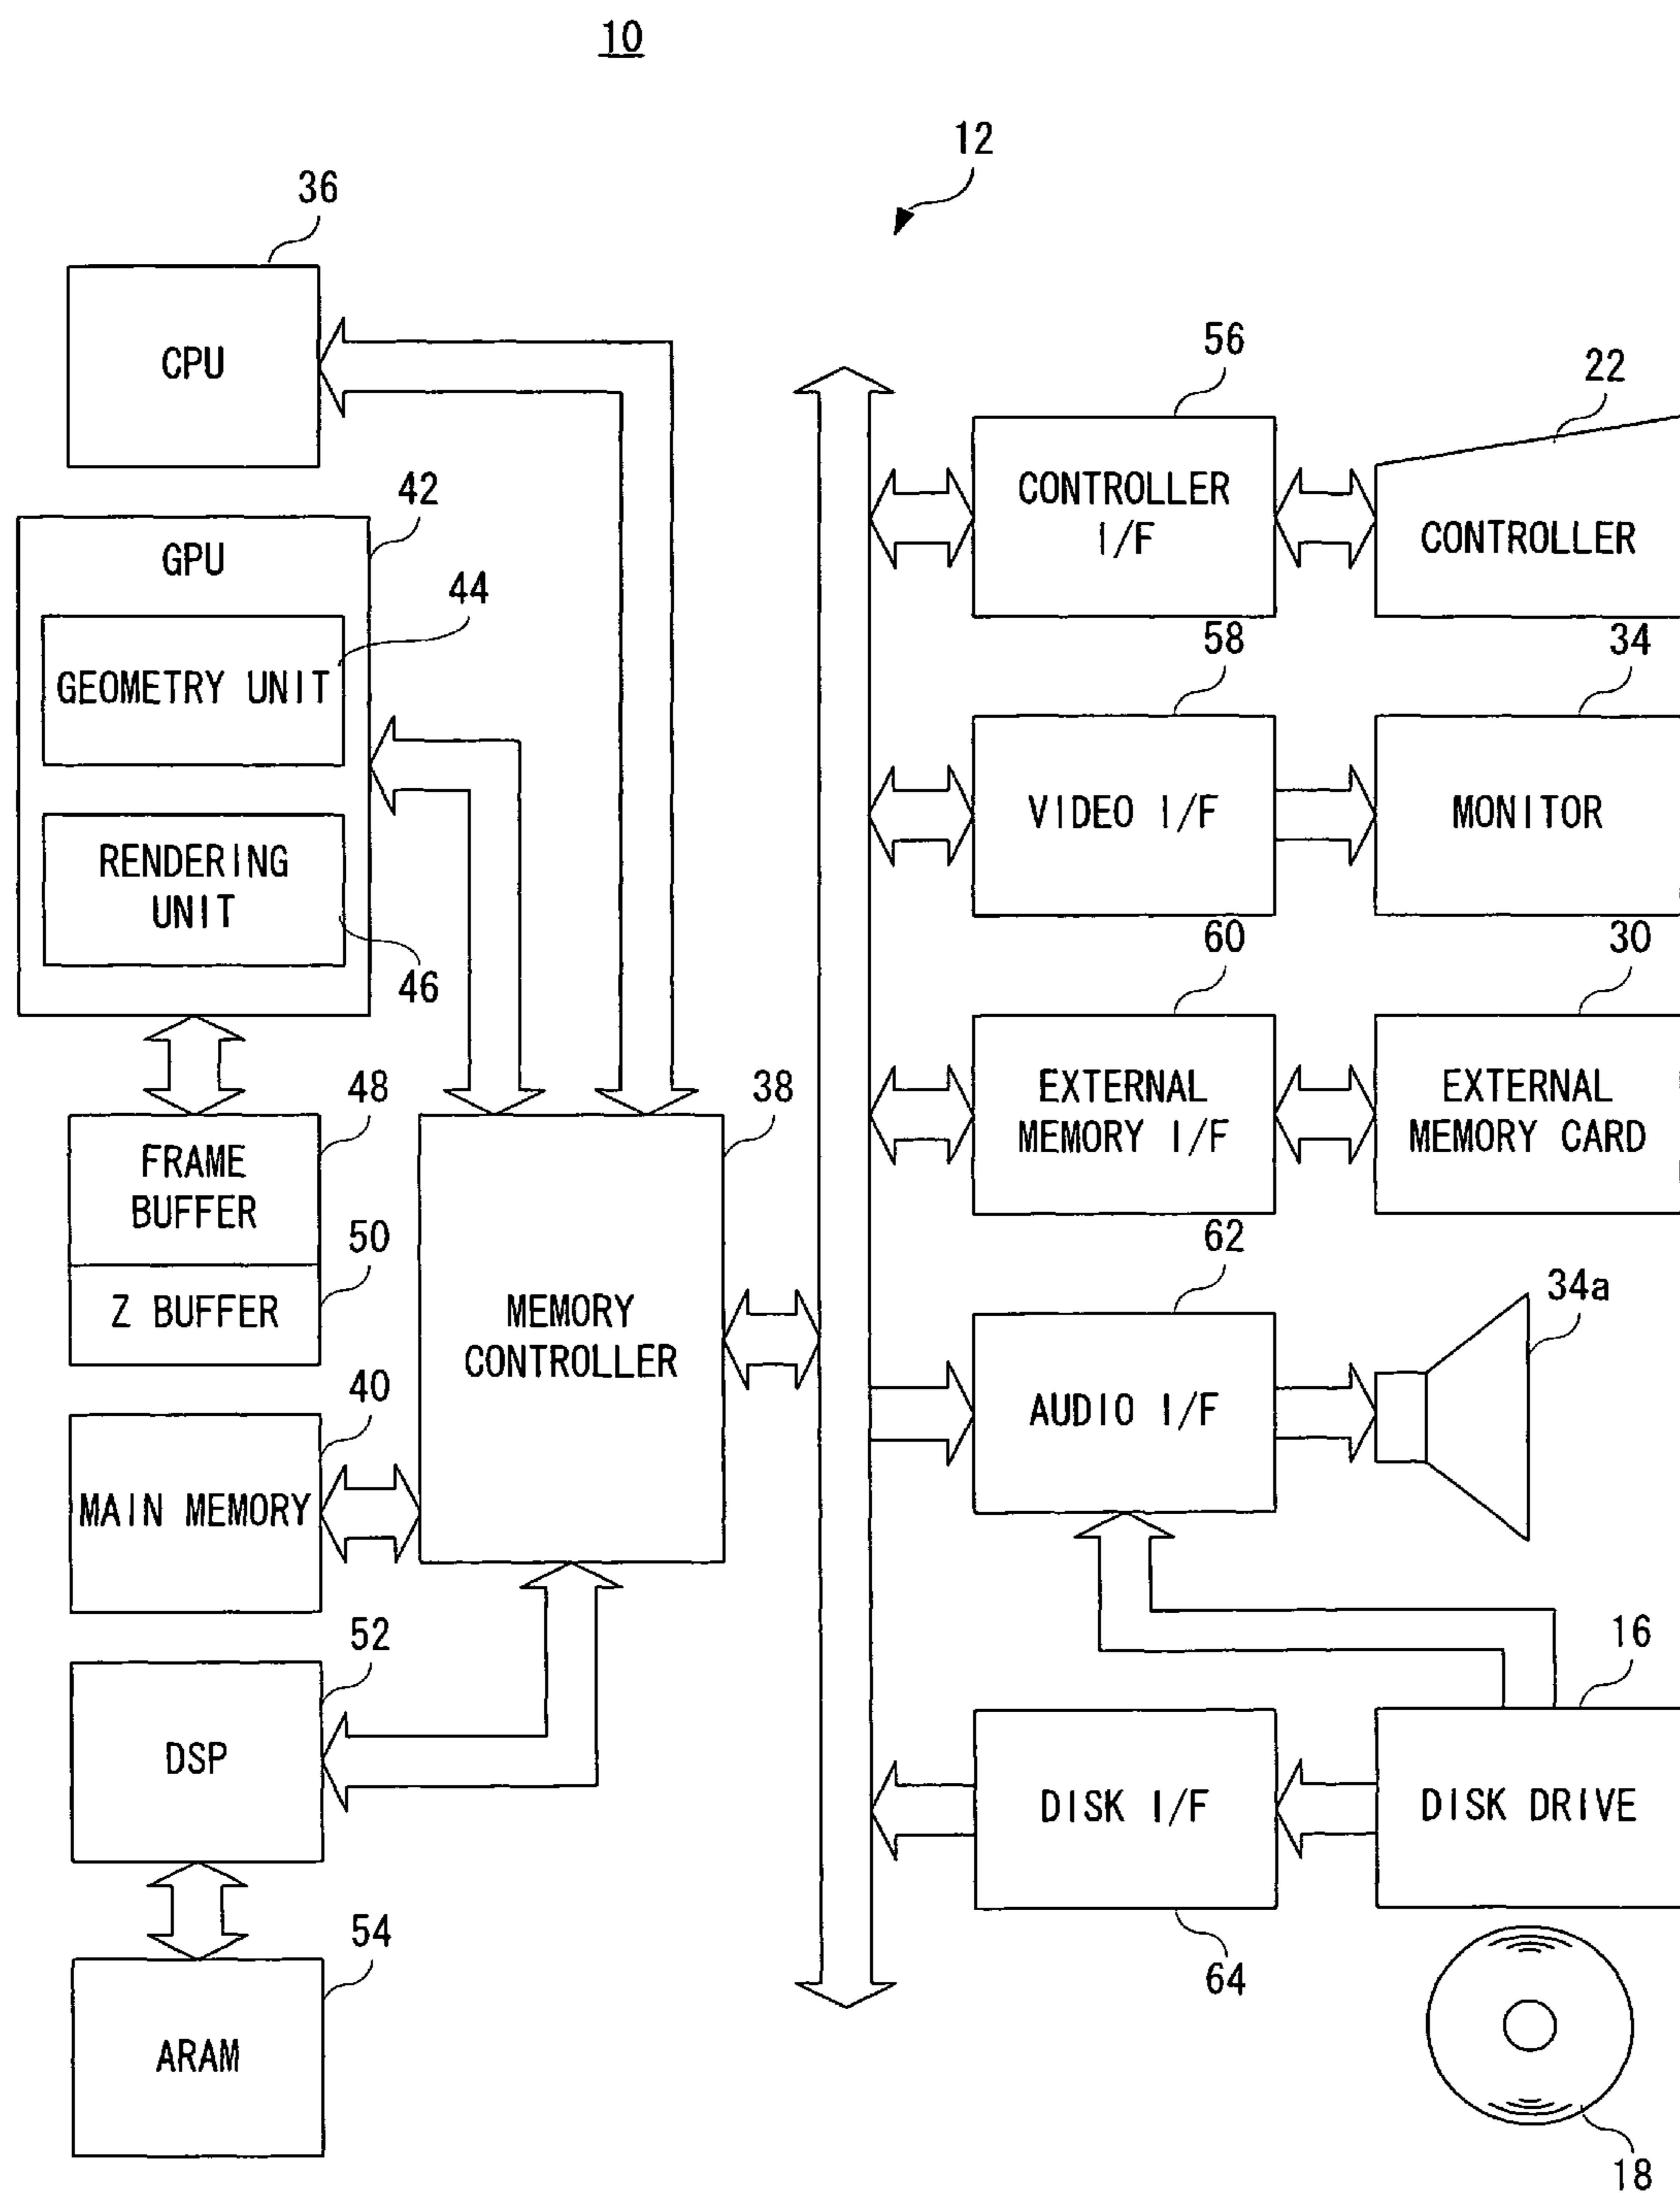 10
12
36
CPU
42
GPU
44
GEOMETRY UNIT
RENDERING
UNIT
46
48
FRAME
BUFFER
50
Z BUFFER
40
MAIN MEMORY
52
DSP
54
ARAM
38
MEMORY
CONTROLLER
56
CONTROLLER
I/F
22
CONTROLLER
58
VIDEO I/F
34
MONITOR
60
EXTERNAL
MEMORY I/F
30
EXTERNAL
MEMORY CARD
62
AUDIO I/F
34a
16
DISK I/F
DISK DRIVE
64
18